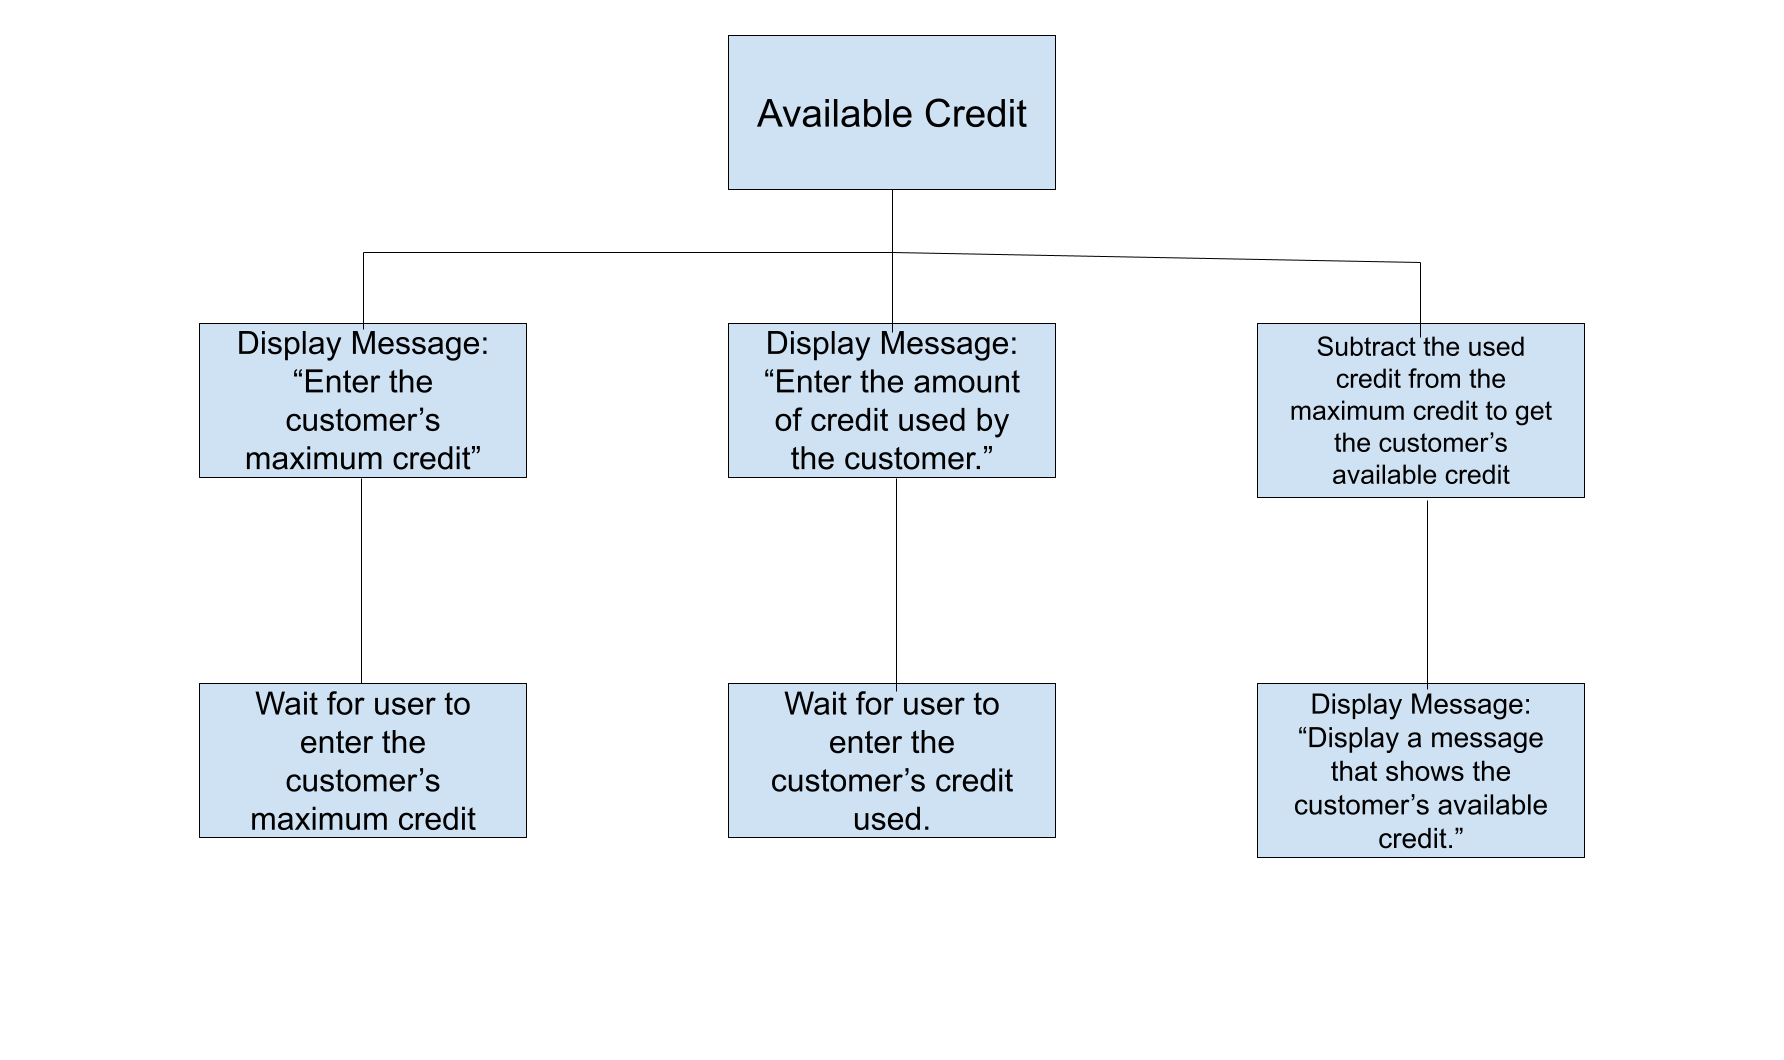 Available Credit
Display Message:
“Enter the
customer’s
maximum credit”
Display Message:
“Enter the amount
of credit used by
the customer.”
Subtract the used
credit from the
maximum credit to get
the customer’s
available credit
Wait for user to
enter the
customer’s
maximum credit
Wait for user to
enter the
customer’s credit
used.
Display Message:
“Display a message
that shows the
customer’s available
credit.”